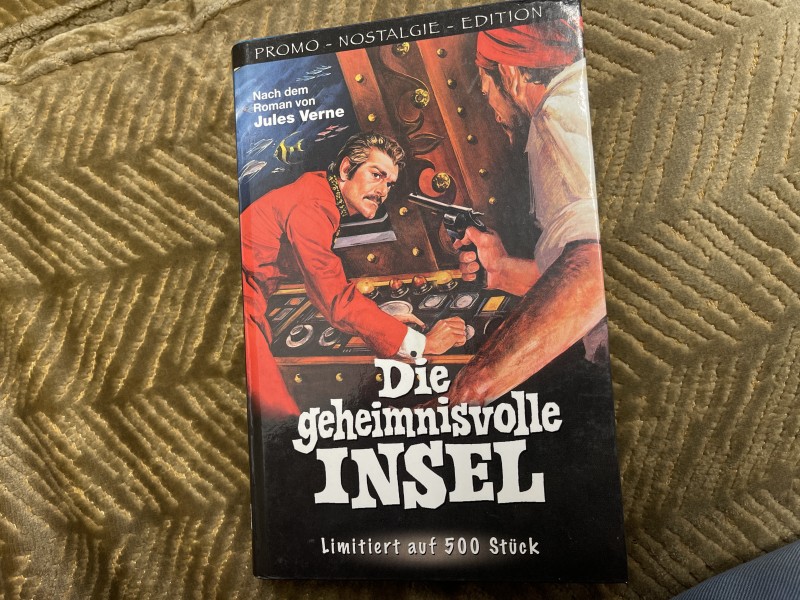 PROMO - NOSTALGIE - EDITION
Nach dem
Roman von
Jules Verne
Die
geheimnisvolle
INSEL
Limitiert auf 500 Stück